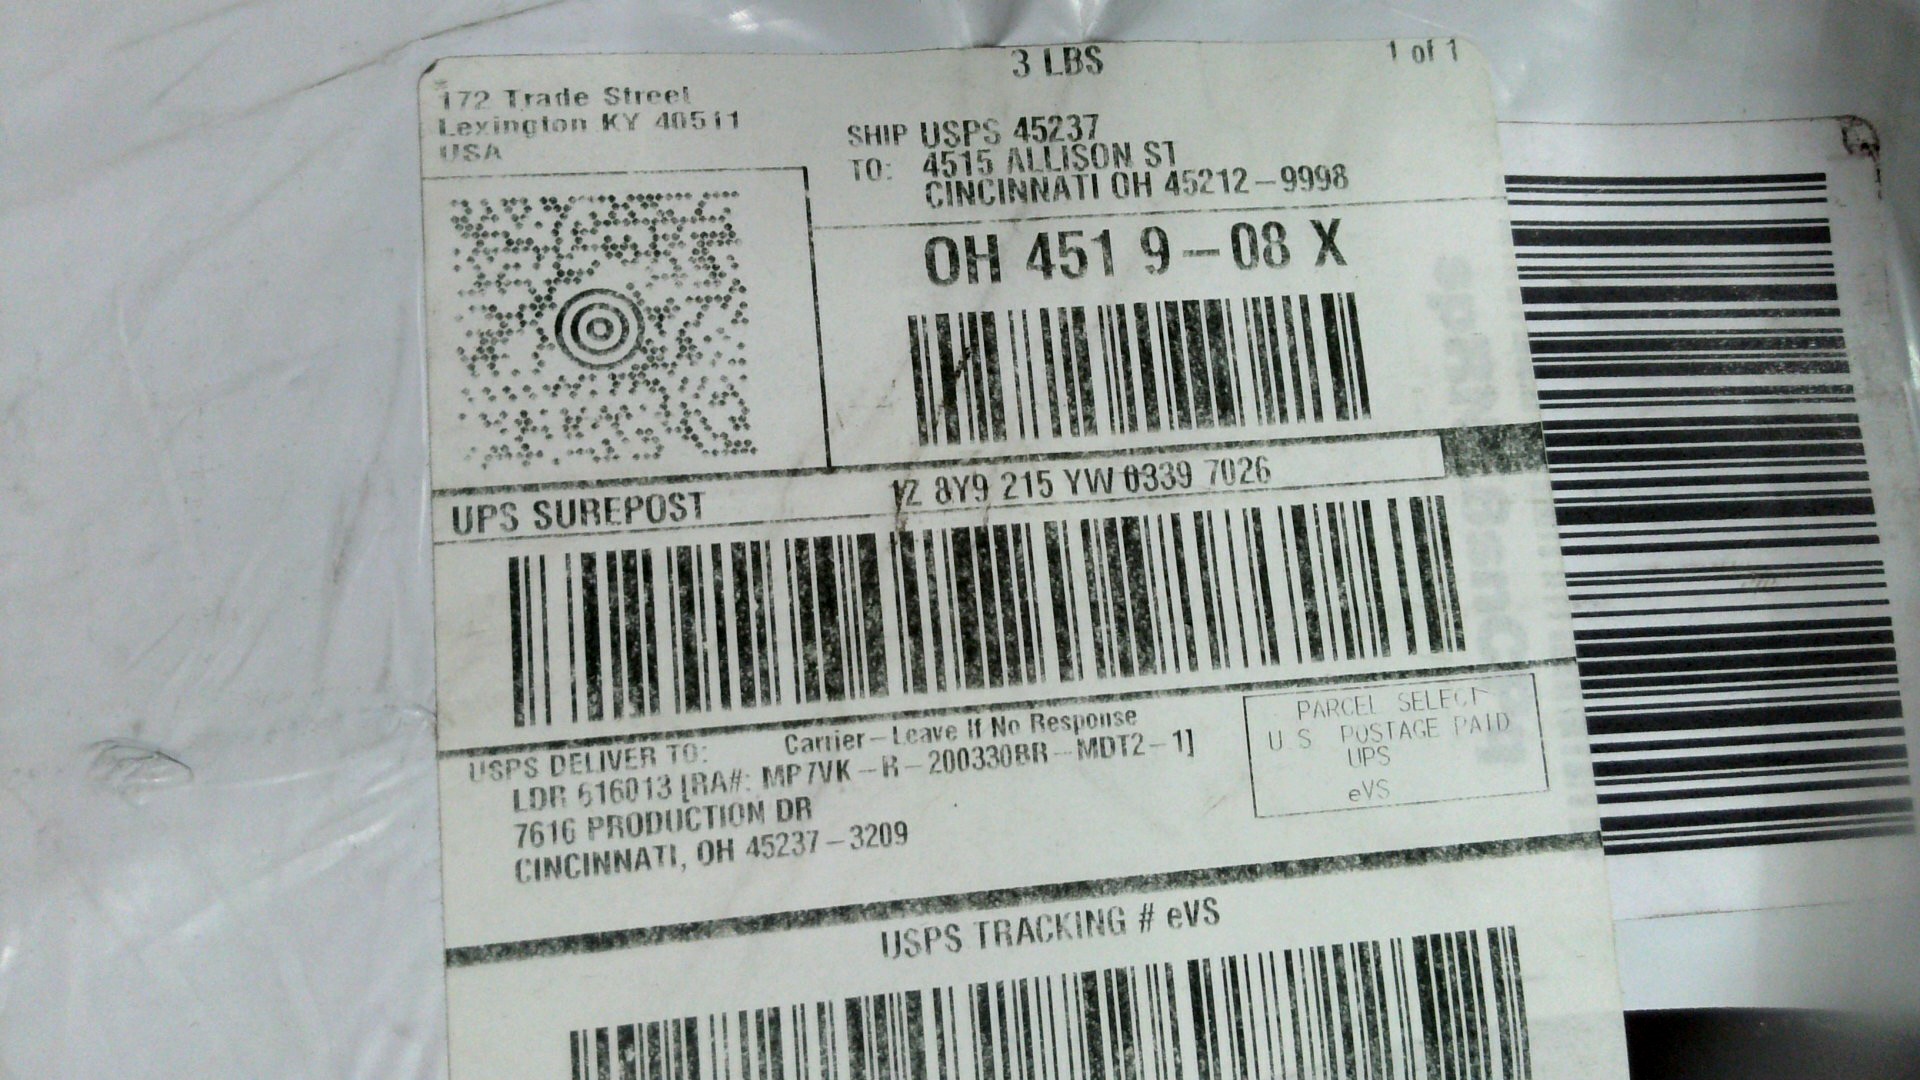 3 LBS
1 of 1
172 Trade Street
Lexington KY 40511
USA
SHIP USPS 45237
TO: 4515 ALLISON ST
CINCINNATI OH 45212-9998
OH 451 9-08 X
UPS SUREPOST
1Z 8Y9 215 YW 0339 7026
Carrier-Leave If No Response
USPS DELIVER TO:
LDR 616013 [RA#: MP7VK-R-200330BR-MDT2-1]
7616 PRODUCTION DR
CINCINNATI, OH 45237-3209
PARCEL SELECT
U S POSTAGE PAID
UPS
eVS
USPS TRACKING # eVS